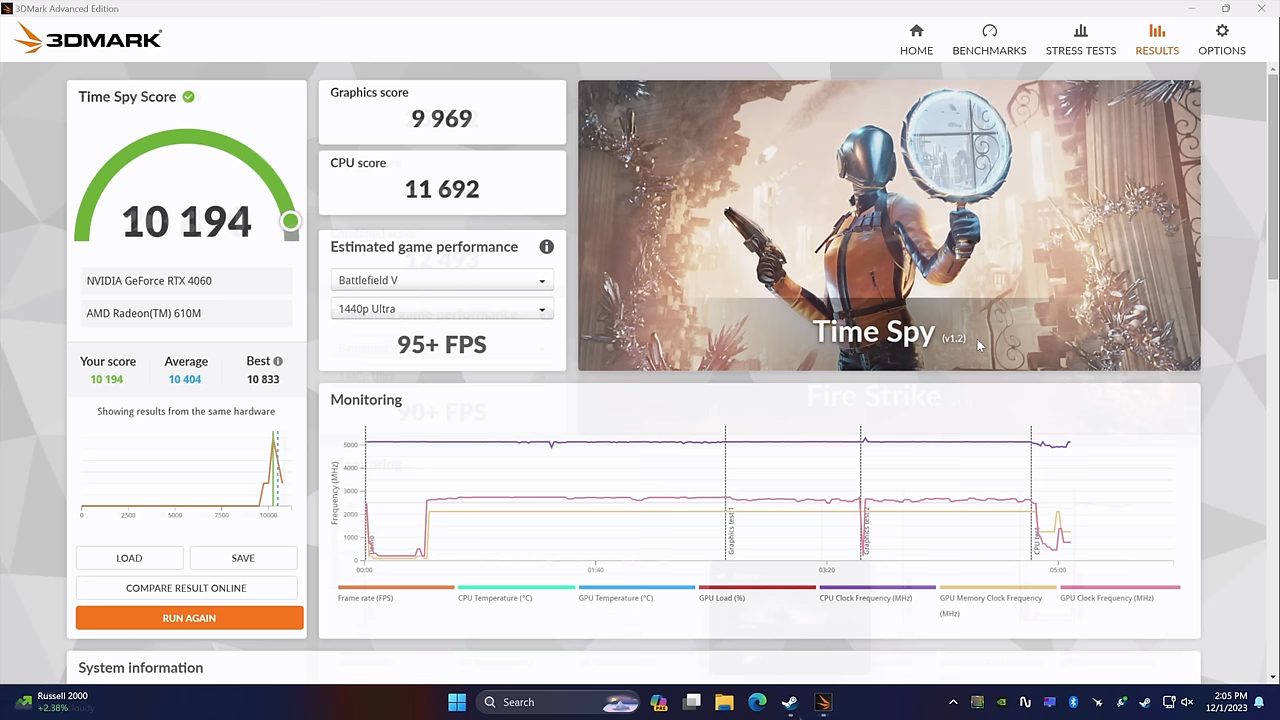 3DMark Advanced Edition
3DMARK
HOME
BENCHMARKS
STRESS TESTS
RESULTS
OPTIONS
Time Spy Score
10 194
NVIDIA GeForce RTX 4060
AMD Radeon(TM) 610M
Your score
Average
Best
10 194
10 404
10 833
Showing results from the same hardware
0
2500
5000
7500
10000
LOAD
SAVE
COMPARE RESULT ONLINE
RUN AGAIN
Graphics score
9 969
CPU score
11 692
Estimated game performance
12 493
Battlefield V
1440p Ultra
95+ FPS
Time Spy (v1.2)
Fire Strike
Monitoring
90+ FPS
Frequency (MHz)
5000
4000
3000
2000
1000
0
Graphics test 1
Graphics test 2
CPU test
00:00
01:40
03:20
05:00
Frame rate (FPS)
CPU Temperature (°C)
GPU Temperature (°C)
GPU Load (%)
CPU Clock Frequency (MHz)
GPU Memory Clock Frequency
(MHz)
GPU Clock Frequency (MHz)
System information
Russell 2000
+2.38%
Search
2:05 PM
12/1/2023